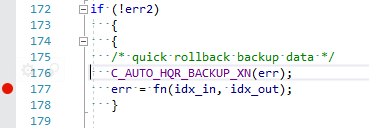 172 if (!err2)
173 {
174 {
175 /* quick rollback backup data */
176 C_AUTO_HQR_BACKUP_XN(err);
177 err = fn(idx_in, idx_out);
178 }
179